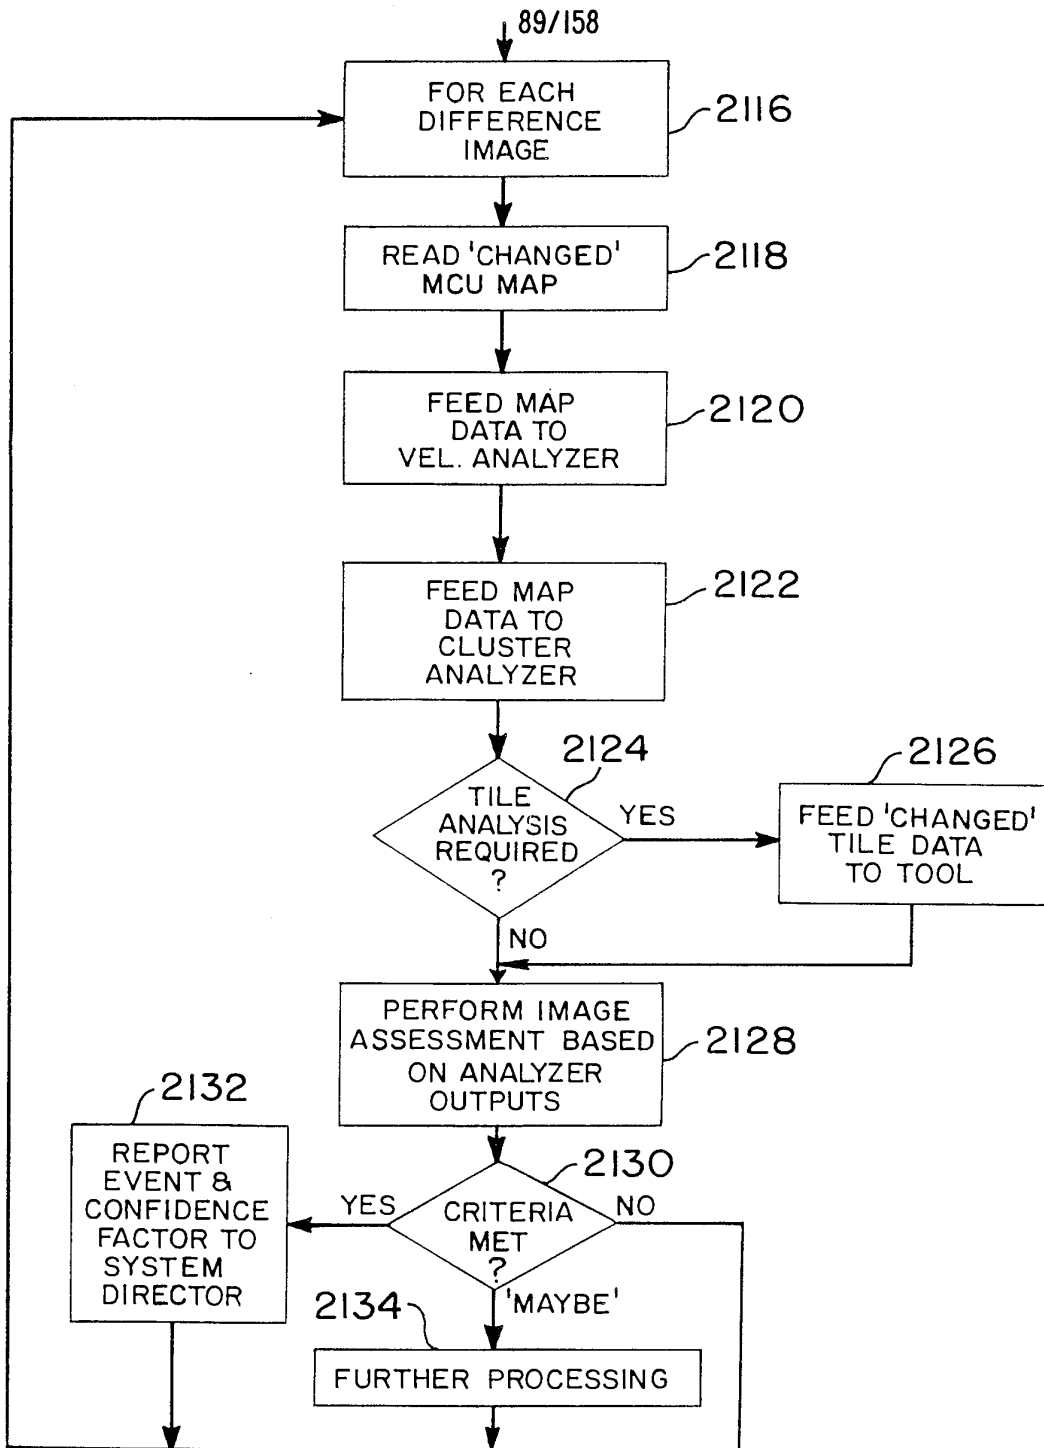 89/158
FOR EACH
DIFFERENCE
IMAGE
2116
READ 'CHANGED'
MCU MAP
2118
FEED MAP
DATA TO
VEL. ANALYZER
2120
FEED MAP
DATA TO
CLUSTER
ANALYZER
2122
2124
TILE
ANALYSIS
REQUIRED
?
YES
2126
FEED 'CHANGED'
TILE DATA
TO TOOL
NO
PERFORM IMAGE
ASSESSMENT BASED
ON ANALYZER
OUTPUTS
2128
2132
REPORT
EVENT &
CONFIDENCE
FACTOR TO
SYSTEM
DIRECTOR
YES
2130
CRITERIA
MET
?
NO
'MAYBE'
2134
FURTHER PROCESSING